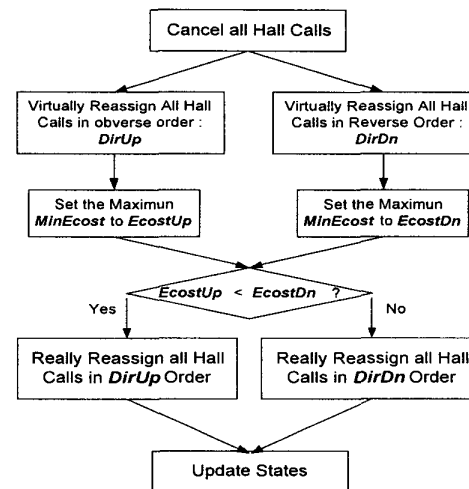 Cancel all Hall Calls
Virtually Reassign All Hall
Calls in obverse order :
DirUp
Virtually Reassign All Hall
Calls in Reverse Order :
DirDn
Set the Maximun
MinEcost to EcostUp
Set the Maximun
MinEcost to EcostDn
EcostUp < EcostDn ?
Yes
No
Really Reassign all Hall
Calls in DirUp Order
Really Reassign all Hall
Calls in DirDn Order
Update States